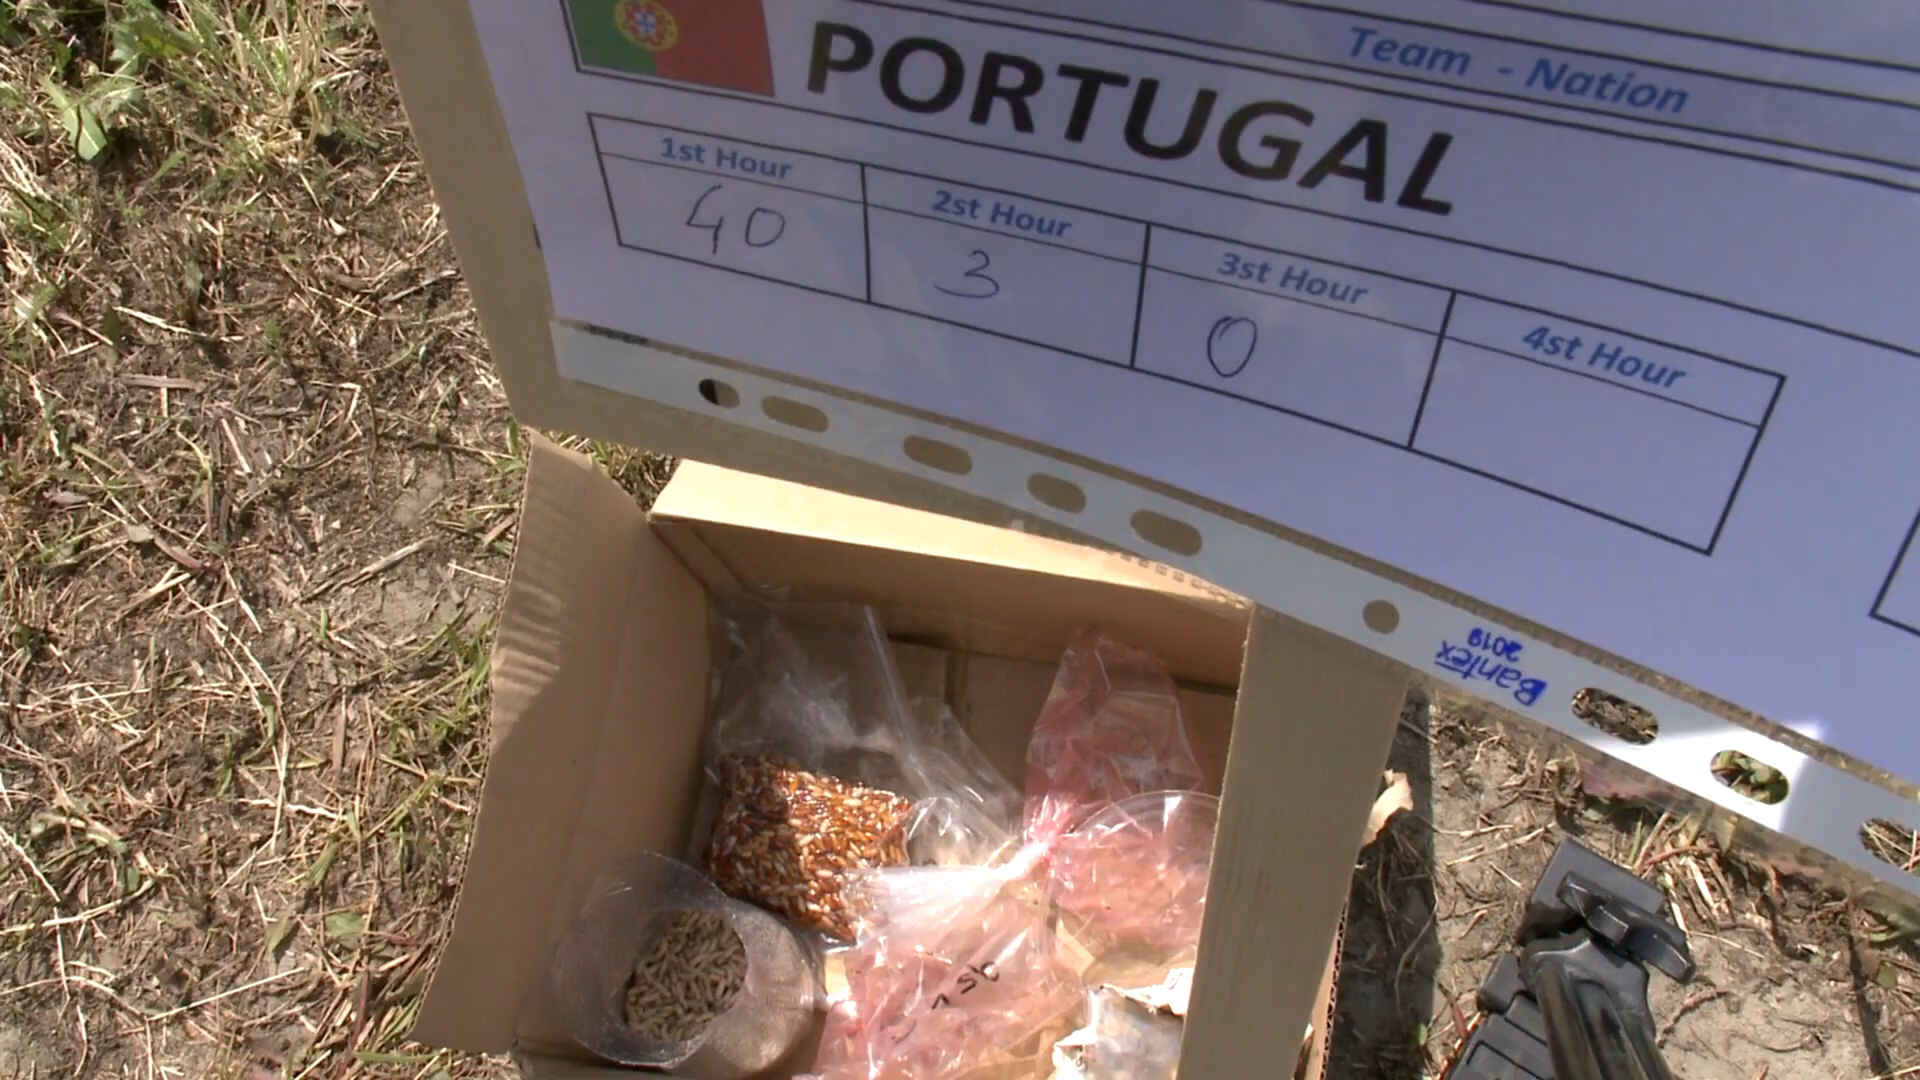 Team - Nation
PORTUGAL
1st Hour 2st Hour 3st Hour 4st Hour
40 3 0
Bantex
2019